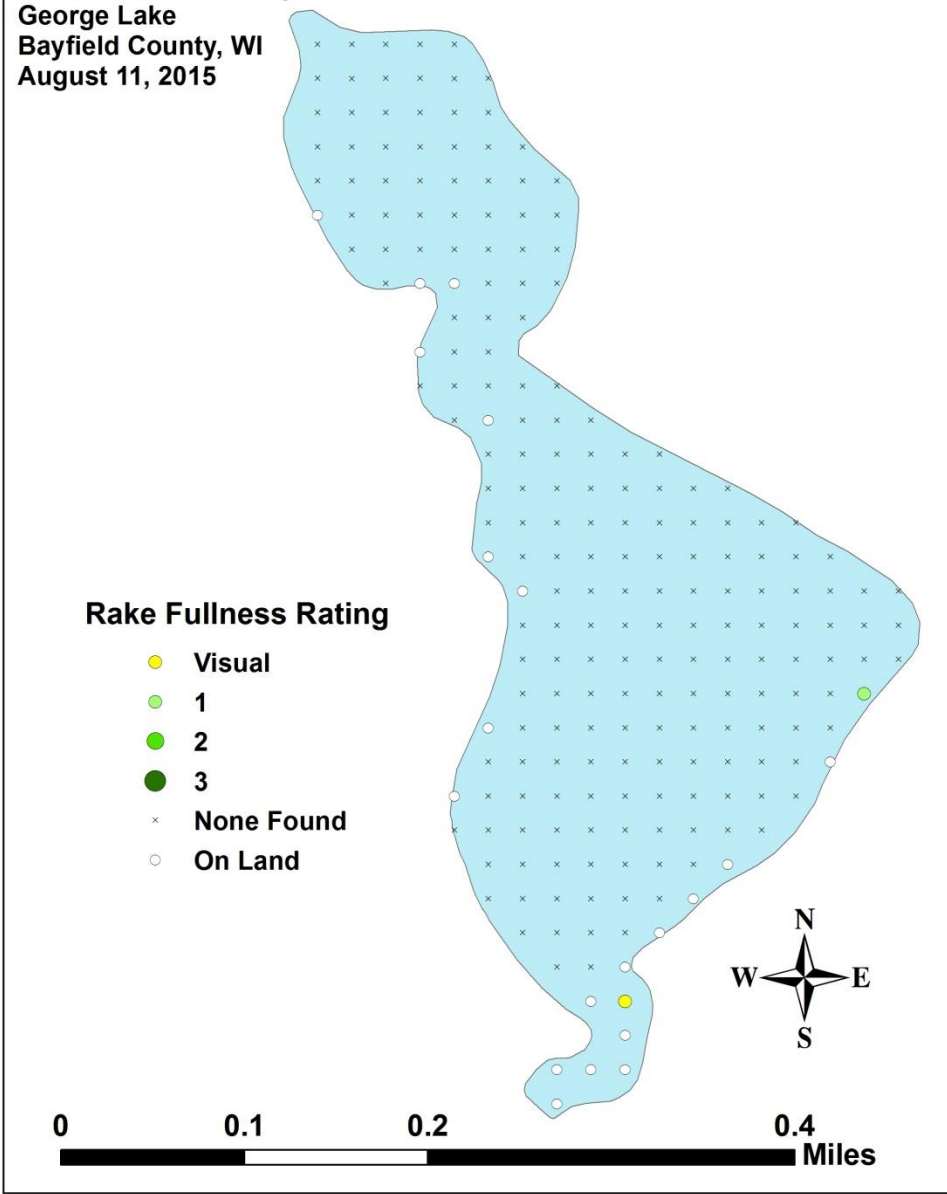 George Lake
Bayfield County, WI
August 11, 2015
Rake Fullness Rating
Visual
1
2
3
None Found
On Land
N
W E
S
0 0.1 0.2 0.4
Miles